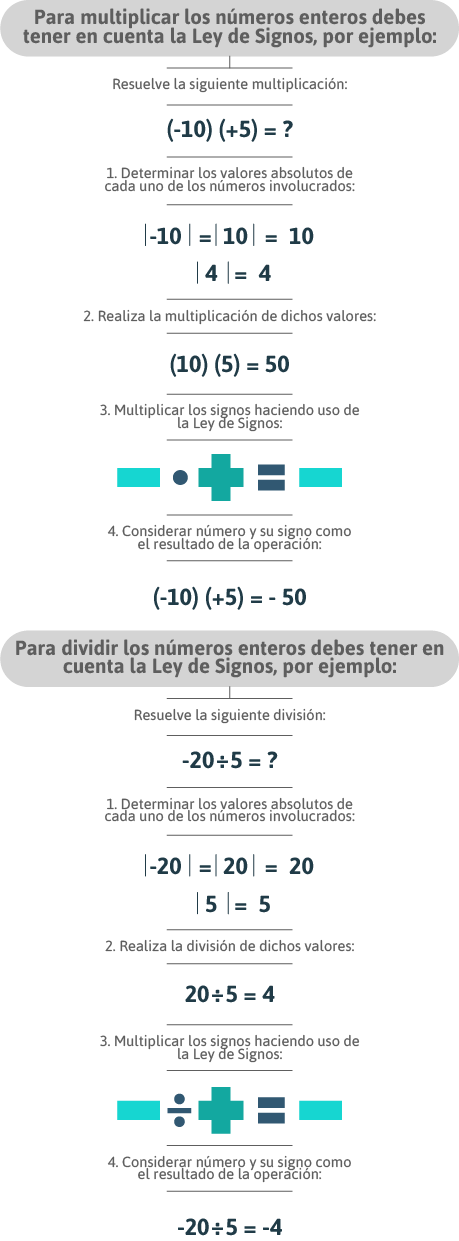 Para multiplicar los números enteros debes
tener en cuenta la Ley de Signos, por ejemplo:
Resuelve la siguiente multiplicación:
(-10) (+5) = ?
1. Determinar los valores absolutos de
cada uno de los números involucrados:
|-10 | =| 10 | = 10
| 4 | = 4
2. Realiza la multiplicación de dichos valores:
(10) (5) = 50
3. Multiplicar los signos haciendo uso de
la Ley de Signos:
- • + = -
4. Considerar número y su signo como
el resultado de la operación:
(-10) (+5) = - 50
Para dividir los números enteros debes tener en
cuenta la Ley de Signos, por ejemplo:
Resuelve la siguiente división:
-20÷5 = ?
1. Determinar los valores absolutos de
cada uno de los números involucrados:
|-20 | =| 20 | = 20
| 5 | = 5
2. Realiza la división de dichos valores:
20÷5 = 4
3. Multiplicar los signos haciendo uso de
la Ley de Signos:
- ÷ + = -
4. Considerar número y su signo como
el resultado de la operación:
-20÷5 = -4